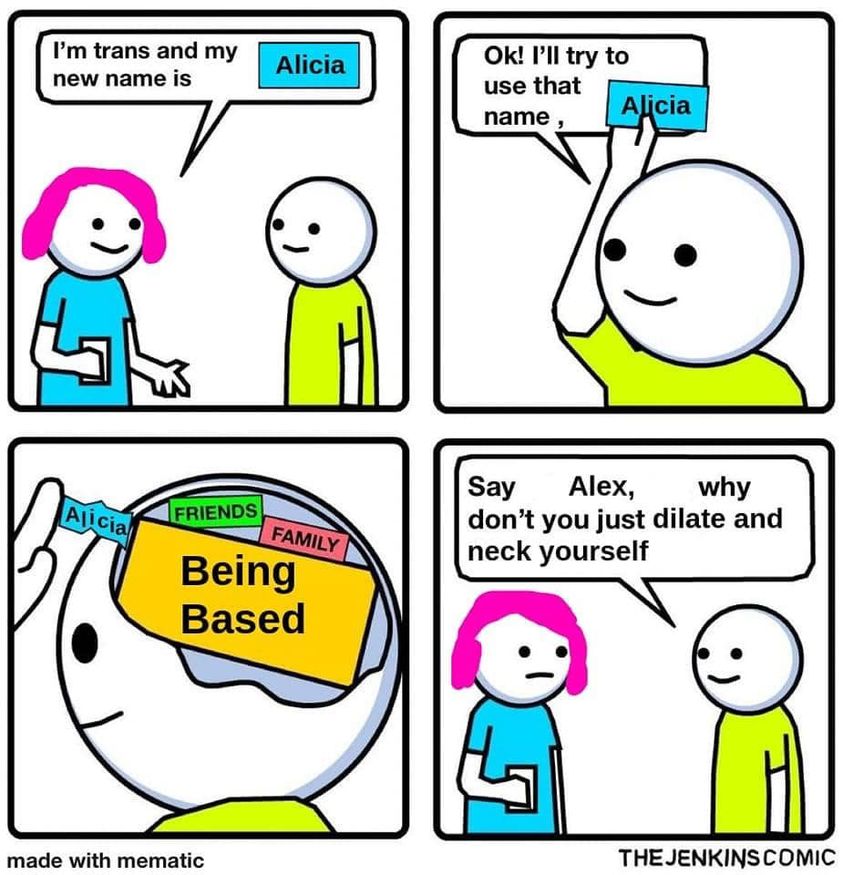 I'm trans and my
new name is
Alicia
Ok! I'll try to
use that
name ,
Alicia
Alicia
FRIENDS
FAMILY
Being
Based
Say Alex, why
don't you just dilate and
neck yourself
made with mematic
THEJENKINSCOMIC